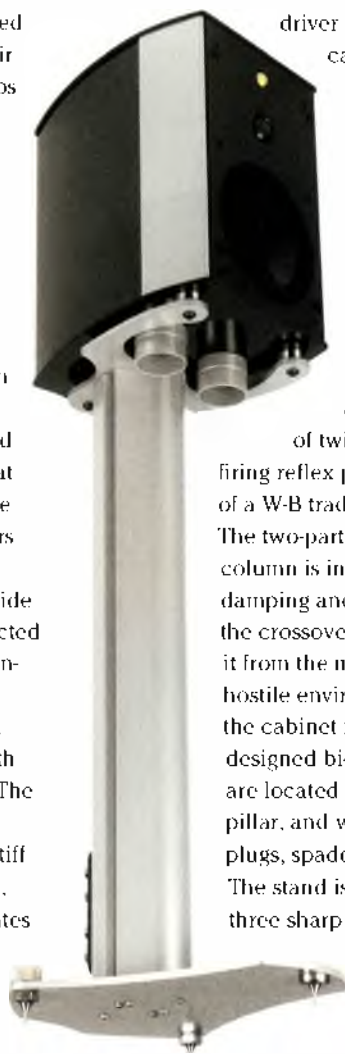 ed
ir
os
n
d
at
e
rs
ide
cted
n-
th
The
tiff
,
ates
driver
ca
of twi
firing reflex p
of a W-B trad
The two-part
column is in
damping and
the crossove
it from the m
hostile envir
the cabinet i
designed bi-
are located
pillar, and w
plugs, spade
The stand is
three sharp